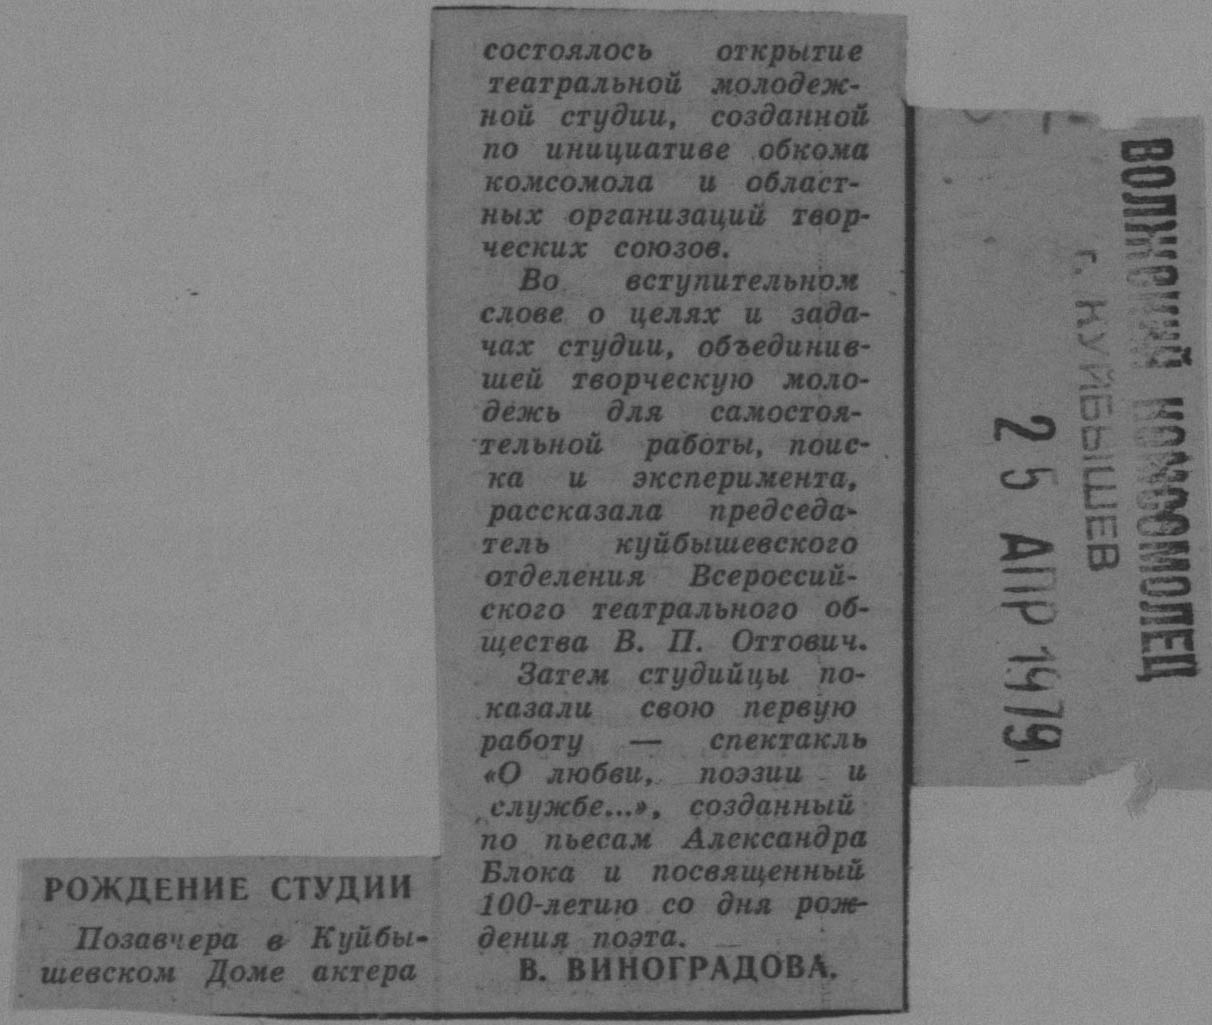 РОЖДЕНИЕ СТУДИИ
Позавчера в Куйбы-
шевском Доме актера
состоялось открытие
театральной молодеж-
ной студии, созданной
по инициативе обкома
комсомола и област-
ных организаций твор-
ческих союзов.
Во вступительном
слове о целях и зада-
чах студии, объединив-
шей творческую моло-
дежь для самостоя-
тельной работы, поис-
ка и эксперимента,
рассказала председа-
тель куйбышевского
отделения Всероссий-
ского театрального об-
щества В. П. Оттович.
Затем студийцы по-
казали свою первую
работу — спектакль
«О любви, поэзии и
службе...», созданный
по пьесам Александра
Блока и посвященный
100-летию со дня рож-
дения поэта.
В. ВИНОГРАДОВА.
ВОЛЖСКИЙ КОМСОМОЛЕЦ
г. КУЙБЫШЕВ
25 АПР 1979